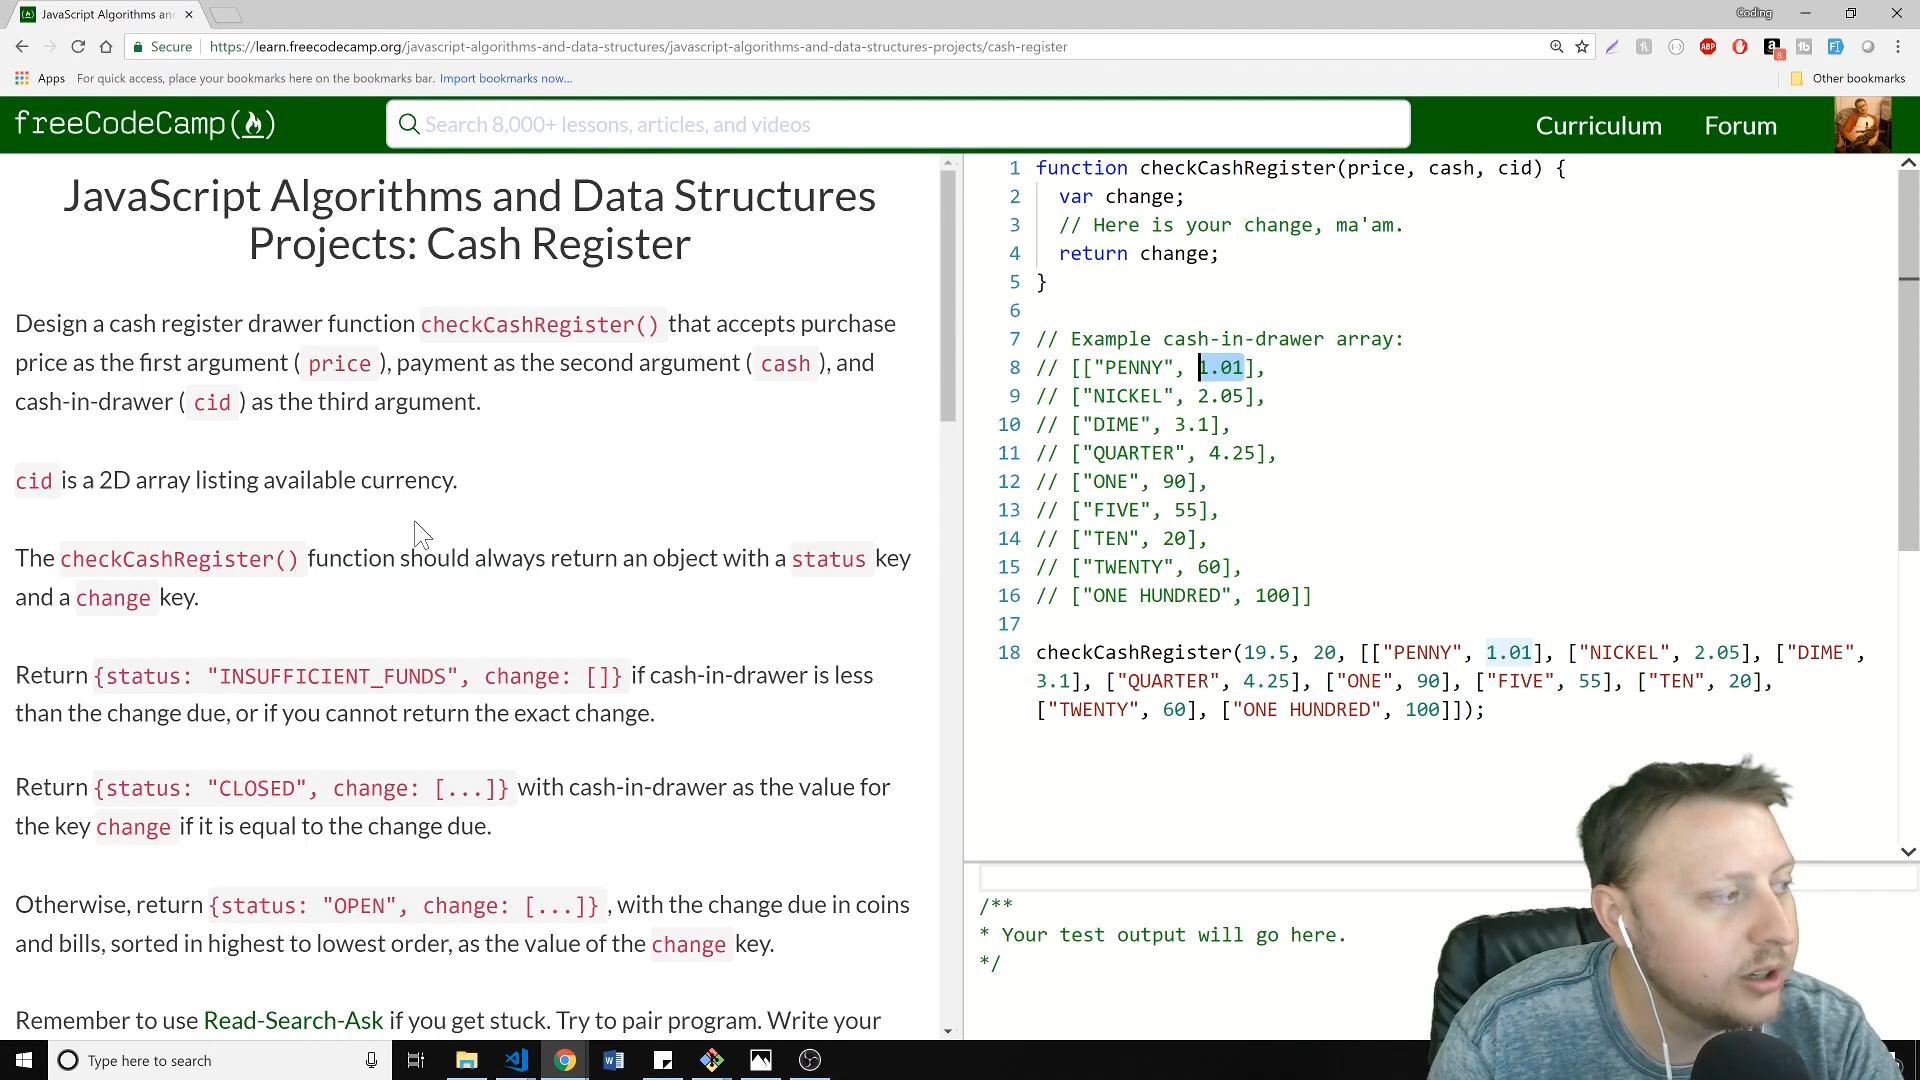 JavaScript Algorithms an
Coding
Secure
https://learn.freecodecamp.org/javascript-algorithms-and-data-structures/javascript-algorithms-and-data-structures-projects/cash-register
ABP
8
Apps
For quick access, place your bookmarks here on the bookmarks bar. Import bookmarks now...
Other bookmarks
freeCodeCamp
Search 8,000+ lessons, articles, and videos
Curriculum
Forum
JavaScript Algorithms and Data Structures
Projects: Cash Register
Design a cash register drawer function checkCashRegister() that accepts purchase
price as the first argument ( price ), payment as the second argument ( cash ), and
cash-in-drawer ( cid ) as the third argument.
cid is a 2D array listing available currency.
The checkCashRegister() function should always return an object with a status key
and a change key.
Return {status: "INSUFFICIENT_FUNDS", change: []} if cash-in-drawer is less
than the change due, or if you cannot return the exact change.
Return {status: "CLOSED", change: [...]} with cash-in-drawer as the value for
the key change if it is equal to the change due.
Otherwise, return {status: "OPEN", change: [...]} , with the change due in coins
and bills, sorted in highest to lowest order, as the value of the change key.
Remember to use Read-Search-Ask if you get stuck. Try to pair program. Write your
1 function checkCashRegister(price, cash, cid) {
2 var change;
3 // Here is your change, ma'am.
4 return change;
5 }
6
7 // Example cash-in-drawer array:
8 // [["PENNY", 1.01],
9 // ["NICKEL", 2.05],
10 // ["DIME", 3.1],
11 // ["QUARTER", 4.25],
12 // ["ONE", 90],
13 // ["FIVE", 55],
14 // ["TEN", 20],
15 // ["TWENTY", 60],
16 // ["ONE HUNDRED", 100]]
17
18 checkCashRegister(19.5, 20, [["PENNY", 1.01], ["NICKEL", 2.05], ["DIME",
3.1], ["QUARTER", 4.25], ["ONE", 90], ["FIVE", 55], ["TEN", 20],
["TWENTY", 60], ["ONE HUNDRED", 100]]);
/**
* Your test output will go here.
*/
Type here to search